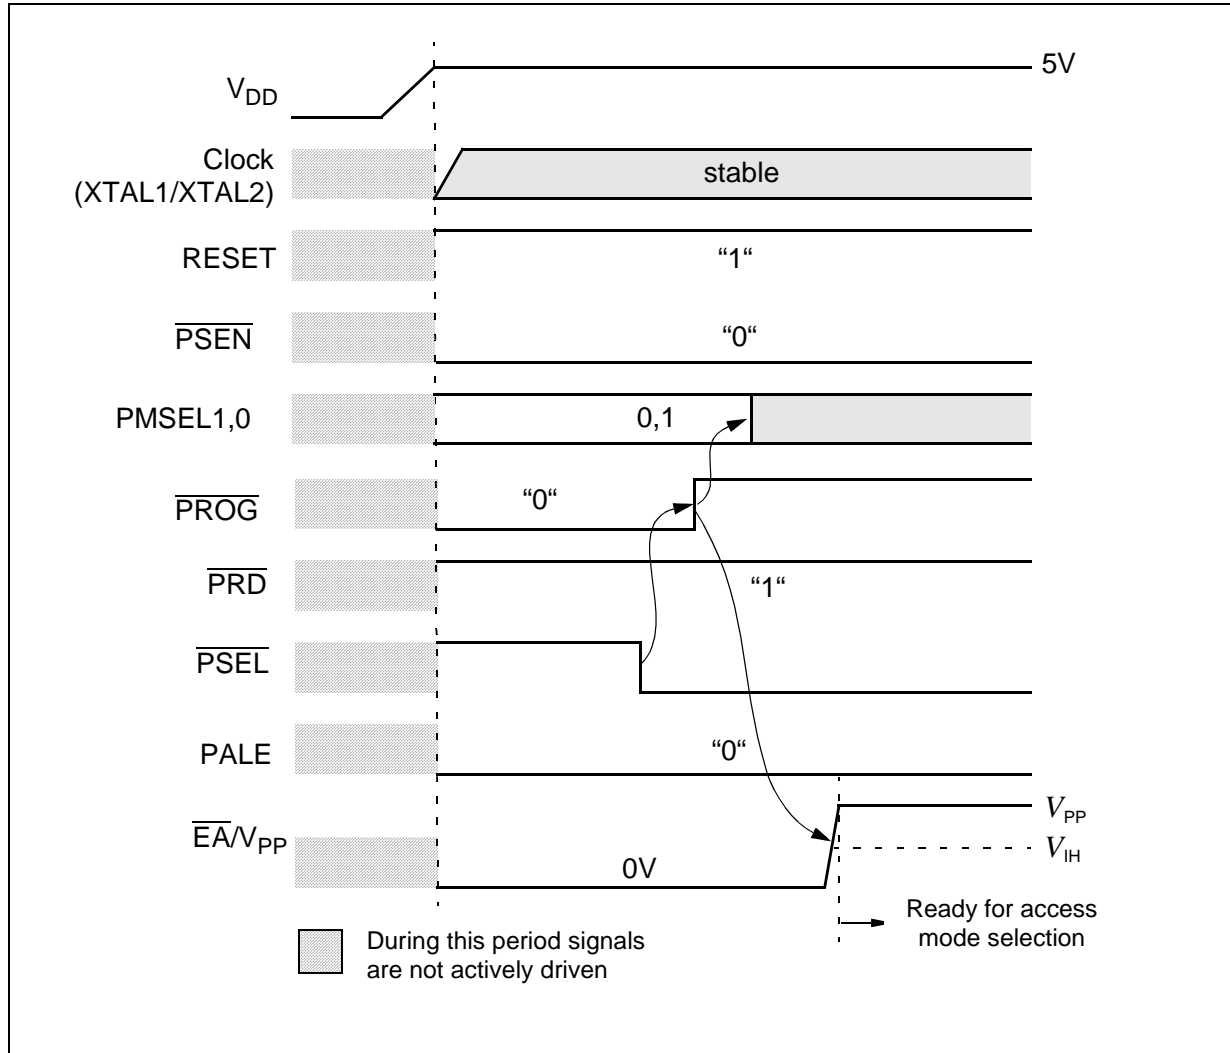 5V
VDD
Clock
(XTAL1/XTAL2)
stable
RESET
“1“
PSEN
“0“
PMSEL1,0
0,1
PROG
“0“
PRD
“1“
PSEL
PALE
“0“
EA/VPP
VPP
VIH
0V
Ready for access
mode selection
During this period signals
are not actively driven